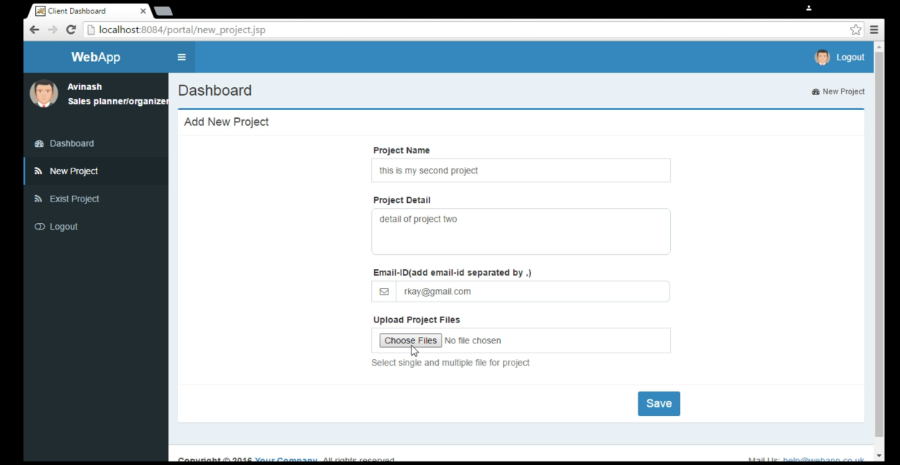 Client Dashboard
localhost:8084/portal/new_project.jsp
WebApp
Logout
Avinash
Sales planner/organizer
Dashboard
New Project
Dashboard
New Project
Exist Project
Logout
Add New Project
Project Name
this is my second project
Project Detail
detail of project two
Email-ID(add email-id separated by ,)
rkay@gmail.com
Upload Project Files
Choose Files No file chosen
Select single and multiple file for project
Save
Copyright © 2016 Your Company. All rights reserved.
Mail Us: help@webapp.co.uk